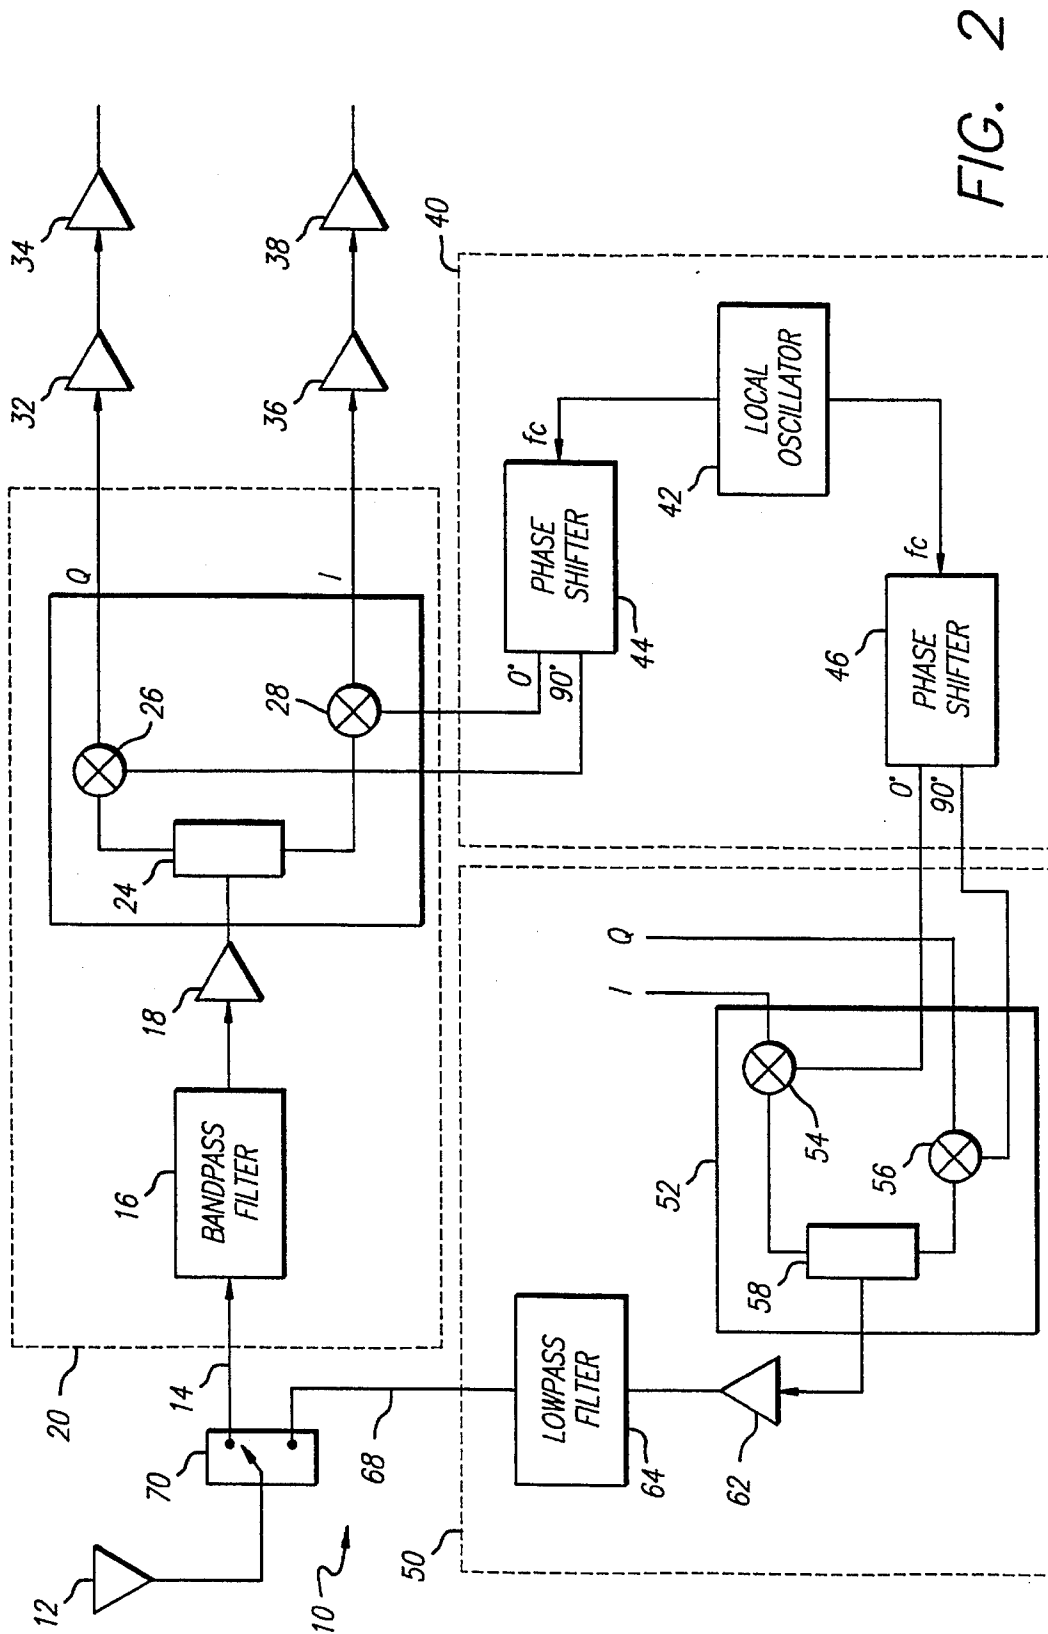 12
70
14
20
16
BANDPASS
FILTER
18
24
26
28
Q
I
32
34
36
38
10
68
50
64
LOWPASS
FILTER
62
58
52
54
56
I
Q
0°
90°
44
PHASE
SHIFTER
fc
40
42
LOCAL
OSCILLATOR
fc
46
PHASE
SHIFTER
0°
90°
FIG. 2